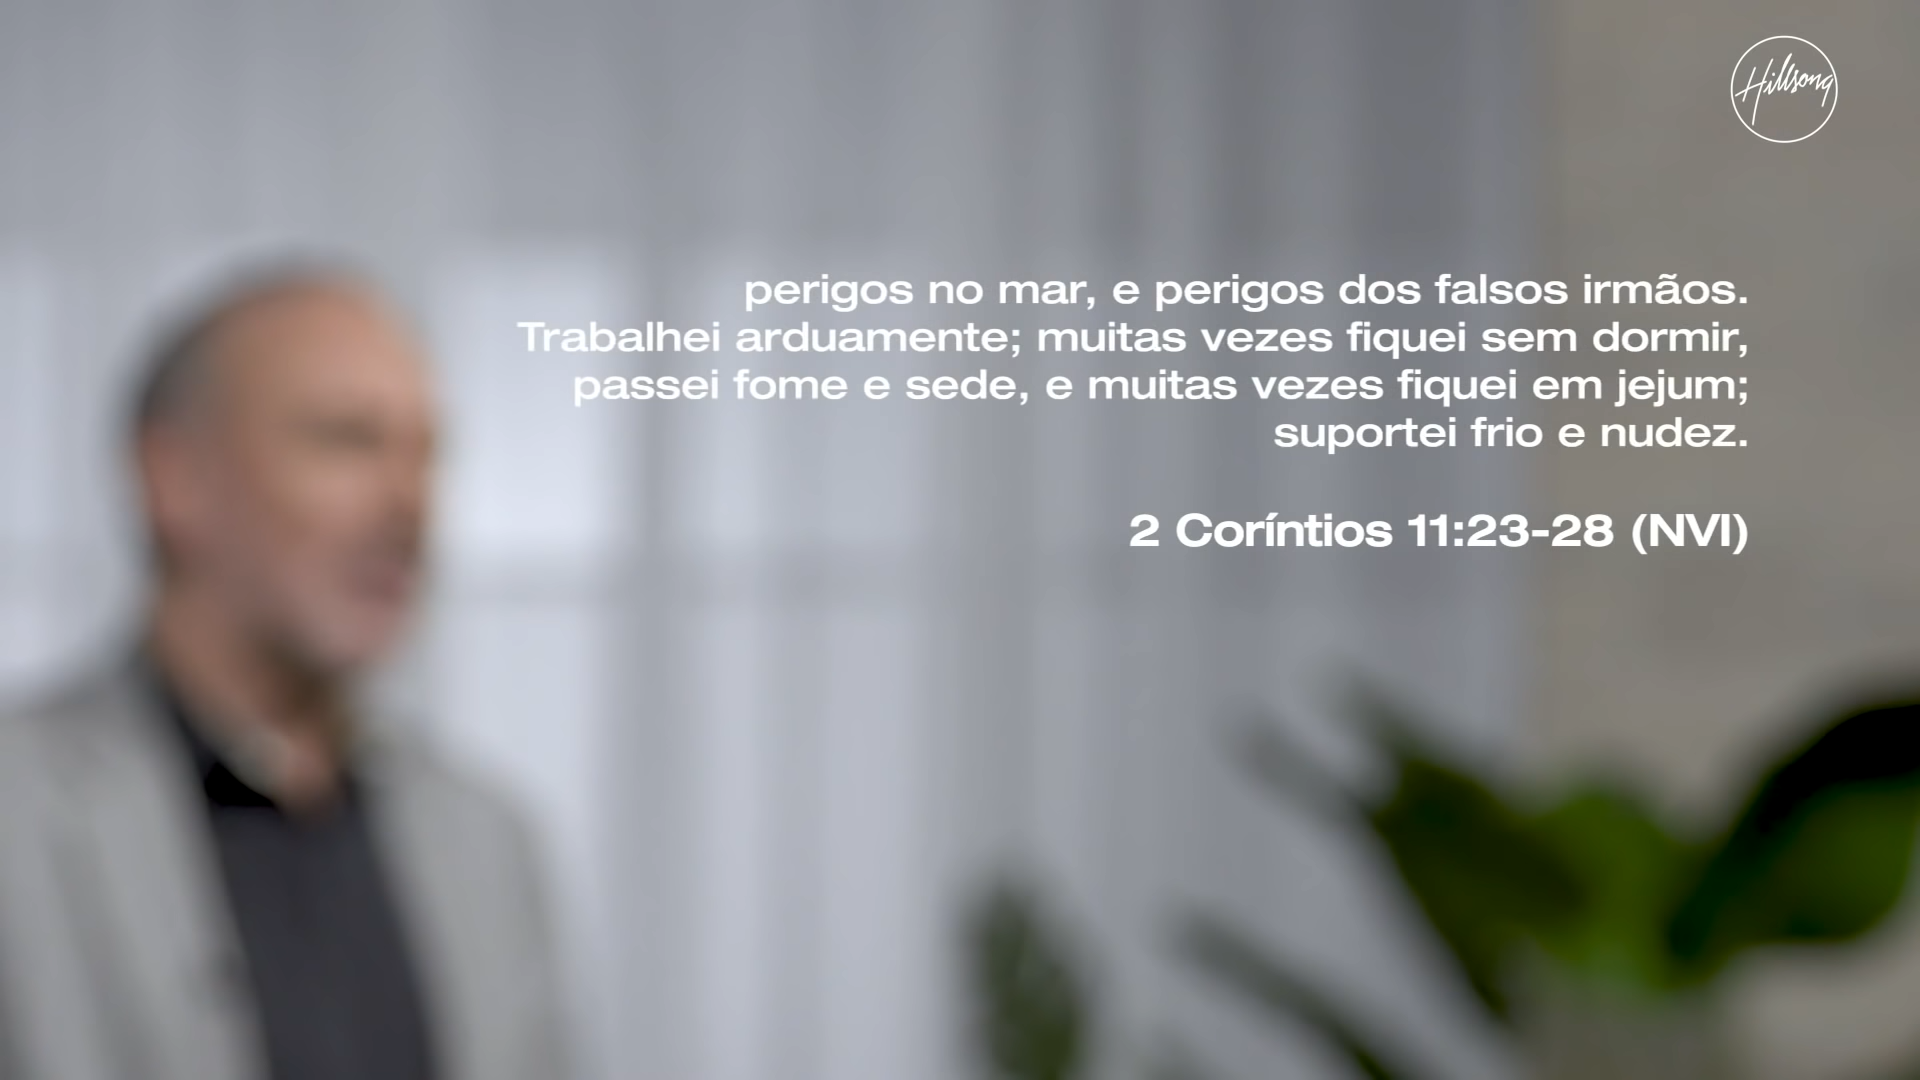 Hillsong
perigos no mar, e perigos dos falsos irmãos.
Trabalhei arduamente; muitas vezes fiquei sem dormir,
passei fome e sede, e muitas vezes fiquei em jejum;
suportei frio e nudez.
2 Coríntios 11:23-28 (NVI)